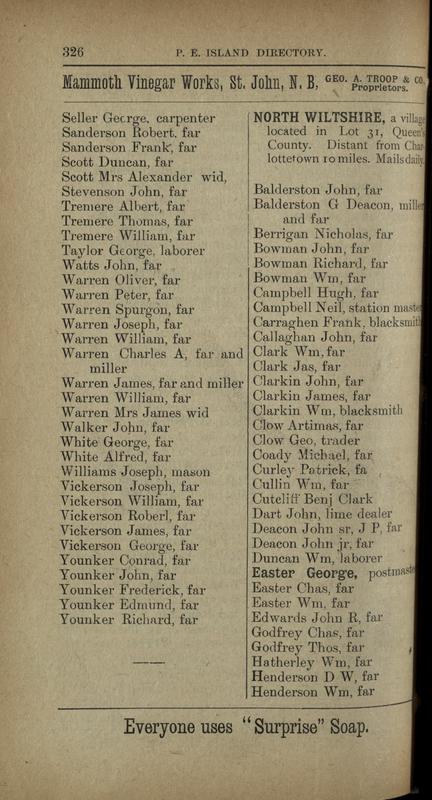 326
P. E. ISLAND DIRECTORY.
Mammoth Vinegar Works, St. John, N. B, GEO. A. TROOP & CO.
Proprietors.
Seller George, carpenter
Sanderson Robert, far
Sanderson Frank, far
Scott Duncan, far
Scott Mrs Alexander wid,
Stevenson John, far
Tremere Albert, far
Tremere Thomas, far
Tremere William, far
Taylor George, laborer
Watts John, far
Warren Oliver, far
Warren Peter, far
Warren Spurgon, far
Warren Joseph, far
Warren William, far
Warren Charles A, far and
miller
Warren James, far and miller
Warren William, far
Warren Mrs James wid
Walker John, far
White George, far
White Alfred, far
Williams Joseph, mason
Vickerson Joseph, far
Vickerson William, far
Vickerson Roberl, far
Vickerson James, far
Vickerson George, far
Younker Conrad, far
Younker John, far
Younker Frederick, far
Younker Edmund, far
Younker Richard, far
NORTH WILTSHIRE, a village
located in Lot 31, Queen's
County. Distant from Char
lottetown 10 miles. Mails daily.
Balderston John, far
Balderston G Deacon, miller
and far
Berrigan Nicholas, far
Bowman John, far
Bowman Richard, far
Bowman Wm, far
Campbell Hugh, far
Campbell Neil, station maste
Carraghen Frank, blacksmith
Callaghan John, far
Clark Wm, far
Clark Jas, far
Clarkin John, far
Clarkin James, far
Clarkin Wm, blacksmith
Clow Artimas, far
Clow Geo, trader
Coady Michael, far
Curley Patrick, fa
Cullin Wm, far
Cutcliff Benj Clark
Dart John, lime dealer
Deacon John sr, J P, far
Deacon John jr, far
Duncan Wm, laborer
Easter George, postmaste
Easter Chas, far
Easter Wm, far
Edwards John R, far
Godfrey Chas, far
Godfrey Thos, far
Hatherley Wm, far
Henderson D W, far
Henderson Wm, far
Everyone uses "Surprise" Soap.